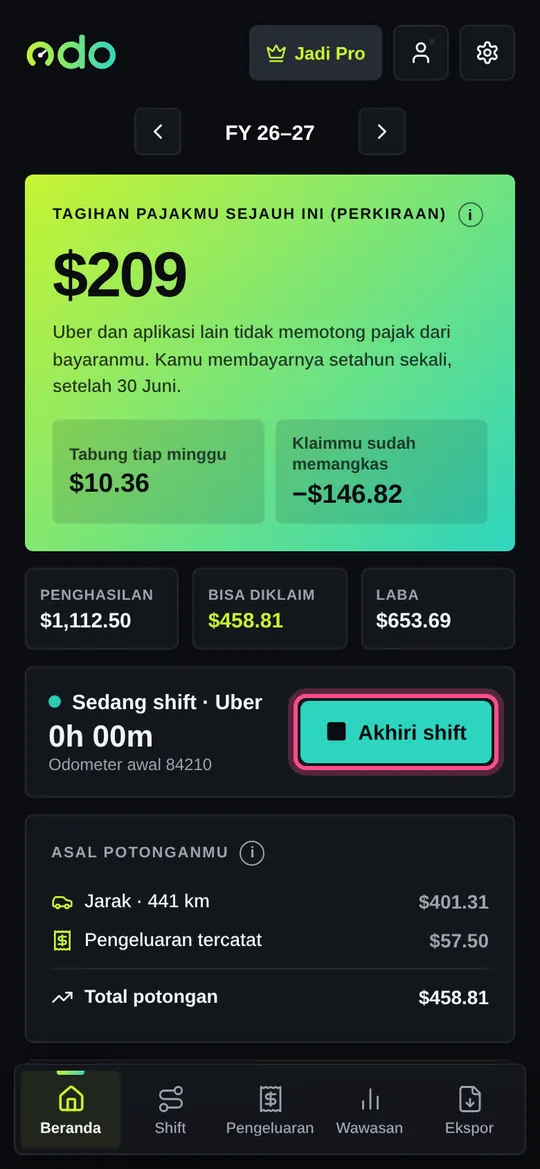 odo
Jadi Pro
FY 26–27
TAGIHAN PAJAKMU SEJAUH INI (PERKIRAAN) i
$209
Uber dan aplikasi lain tidak memotong pajak dari
bayaranmu. Kamu membayarnya setahun sekali,
setelah 30 Juni.
Tabung tiap minggu
$10.36
Klaimmu sudah
memangkas
−$146.82
PENGHASILAN
$1,112.50
BISA DIKLAIM
$458.81
LABA
$653.69
Sedang shift · Uber
0h 00m
Odometer awal 84210
Akhiri shift
ASAL POTONGANMU i
Jarak · 441 km
$401.31
Pengeluaran tercatat
$57.50
Total potongan
$458.81
Beranda
Shift
Pengeluaran
Wawasan
Ekspor